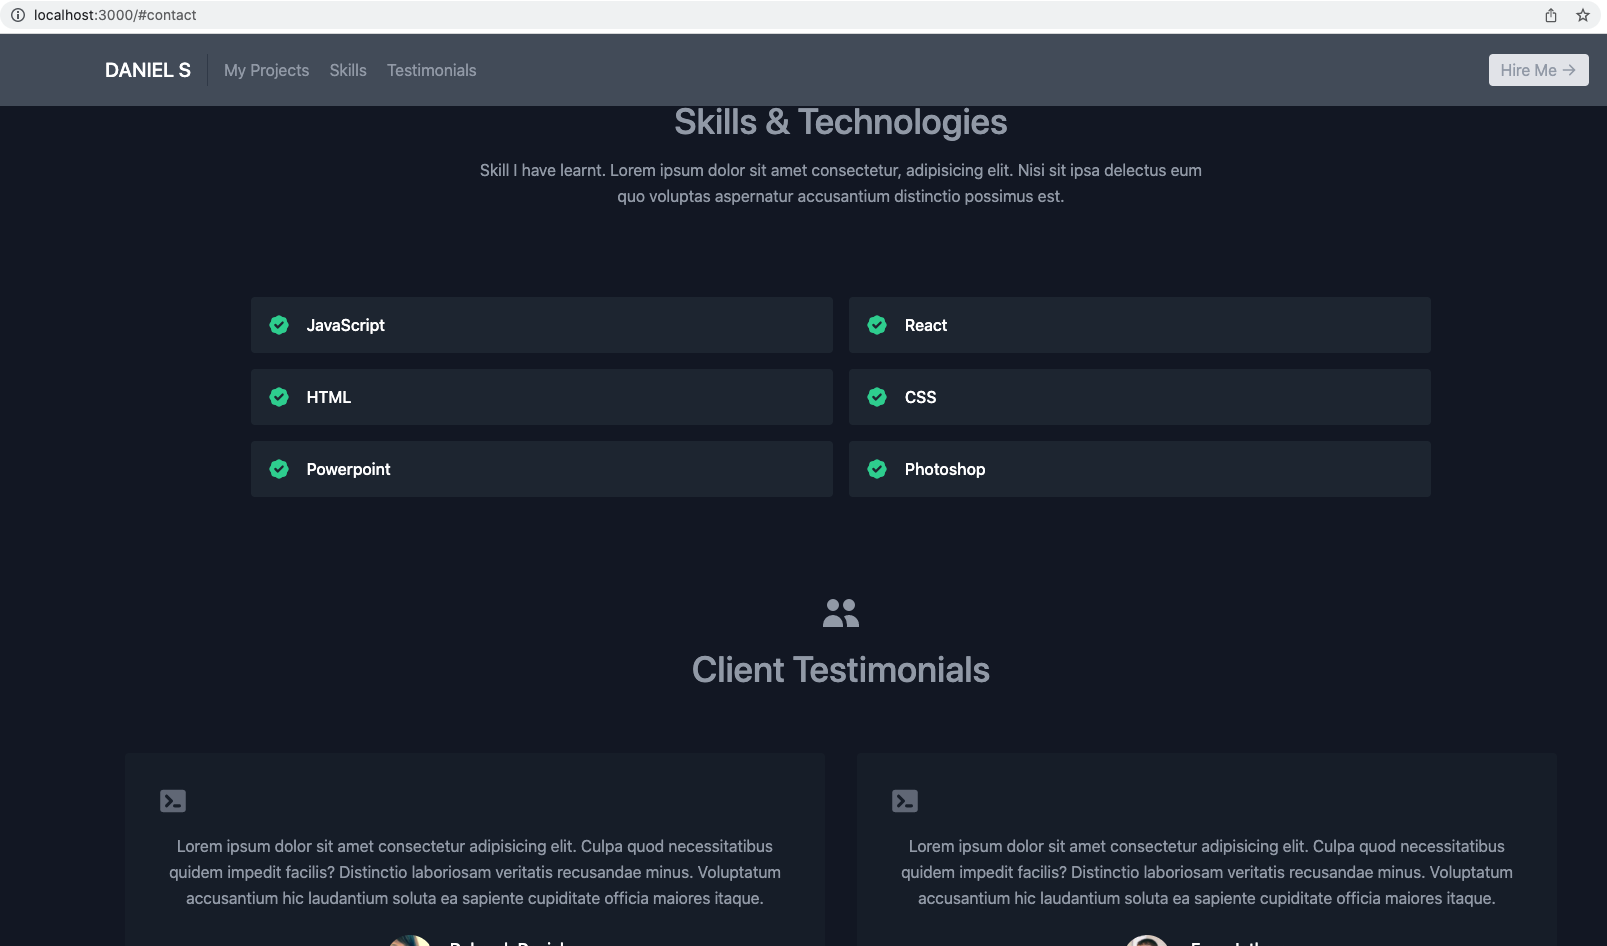 localhost:3000/#contact
DANIEL S
My Projects
Skills
Testimonials
Hire Me →
Skills & Technologies
Skill I have learnt. Lorem ipsum dolor sit amet consectetur, adipisicing elit. Nisi sit ipsa delectus eum
quo voluptas aspernatur accusantium distinctio possimus est.
JavaScript
React
HTML
CSS
Powerpoint
Photoshop
Client Testimonials
Lorem ipsum dolor sit amet consectetur adipisicing elit. Culpa quod necessitatibus
quidem impedit facilis? Distinctio laboriosam veritatis recusandae minus. Voluptatum
accusantium hic laudantium soluta ea sapiente cupiditate officia maiores itaque.
Lorem ipsum dolor sit amet consectetur adipisicing elit. Culpa quod necessitatibus
quidem impedit facilis? Distinctio laboriosam veritatis recusandae minus. Voluptatum
accusantium hic laudantium soluta ea sapiente cupiditate officia maiores itaque.